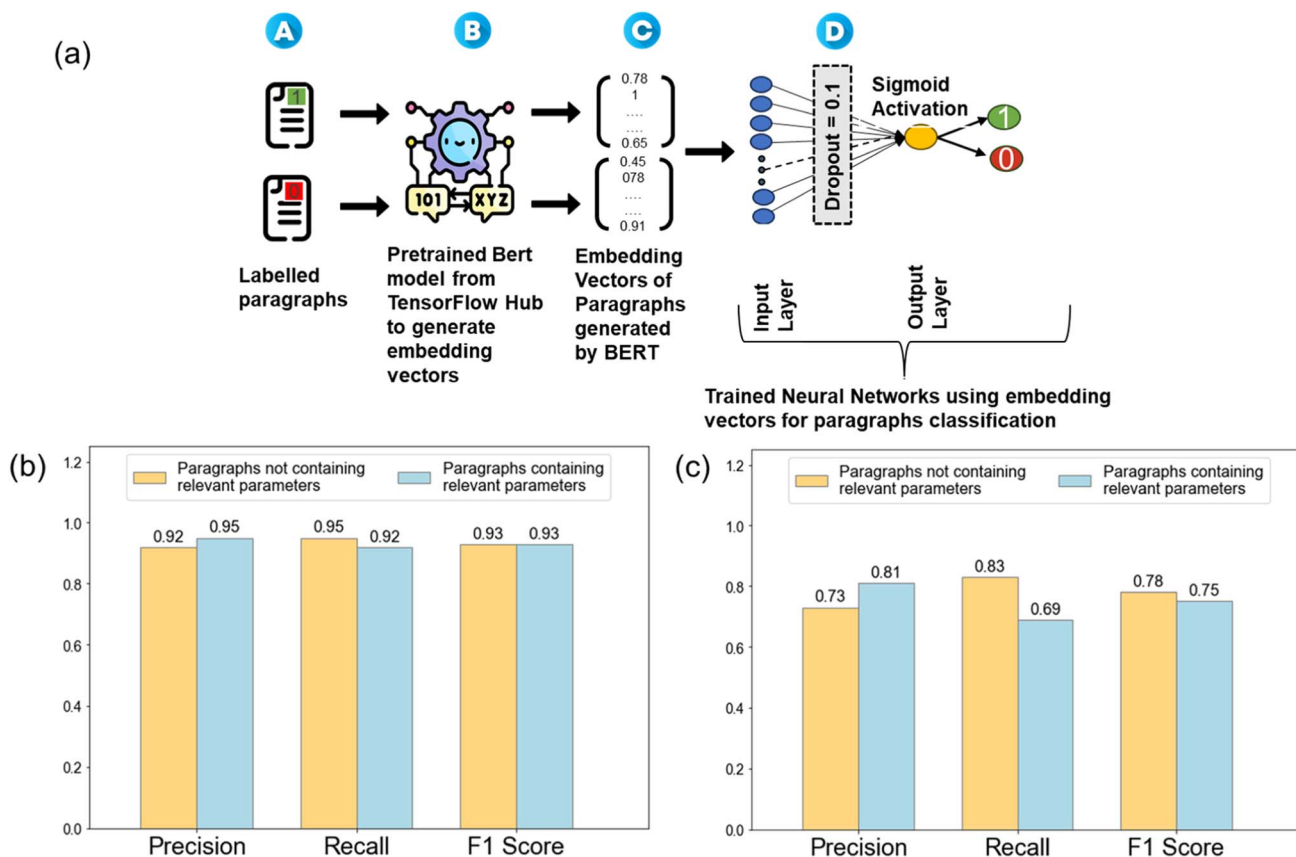 A
B
C
D
(a)
1
0
Labelled
paragraphs
101
XYZ
Pretrained Bert
model from
TensorFlow Hub
to generate
embedding
vectors
0.78
1
....
....
0.65
0.45
078
....
....
0.91
Embedding
Vectors of
Paragraphs
generated
by BERT
Dropout = 0.1
Sigmoid
Activation
1
0
Input
Layer
Output
Layer
Trained Neural Networks using embedding
vectors for paragraphs classification
(b)
Paragraphs not containing
relevant parameters
Paragraphs containing
relevant parameters
1.2
1.0
0.8
0.6
0.4
0.2
0.0
0.92
0.95
0.95
0.92
0.93
0.93
Precision
Recall
F1 Score
(c)
Paragraphs not containing
relevant parameters
Paragraphs containing
relevant parameters
1.2
1.0
0.8
0.6
0.4
0.2
0.0
0.73
0.81
0.83
0.69
0.78
0.75
Precision
Recall
F1 Score